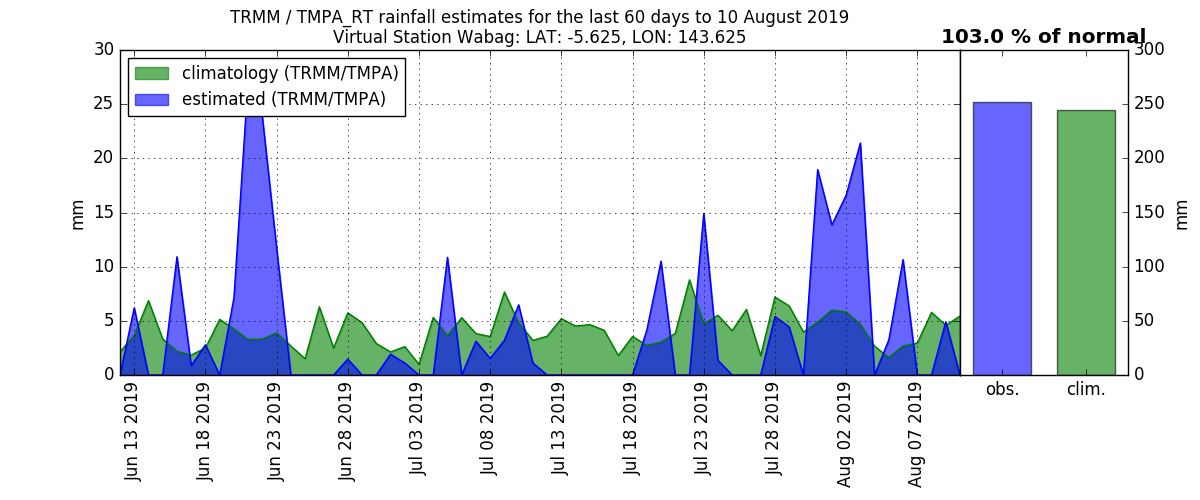 TRMM / TMPA_RT rainfall estimates for the last 60 days to 10 August 2019
Virtual Station Wabag: LAT: -5.625, LON: 143.625
103.0 % of normal
climatology (TRMM/TMPA)
estimated (TRMM/TMPA)
30
25
20
15
10
5
0
mm
Jun 13 2019
Jun 18 2019
Jun 23 2019
Jun 28 2019
Jul 03 2019
Jul 08 2019
Jul 13 2019
Jul 18 2019
Jul 23 2019
Jul 28 2019
Aug 02 2019
Aug 07 2019
obs.
clim.
300
250
200
150
100
50
0
mm